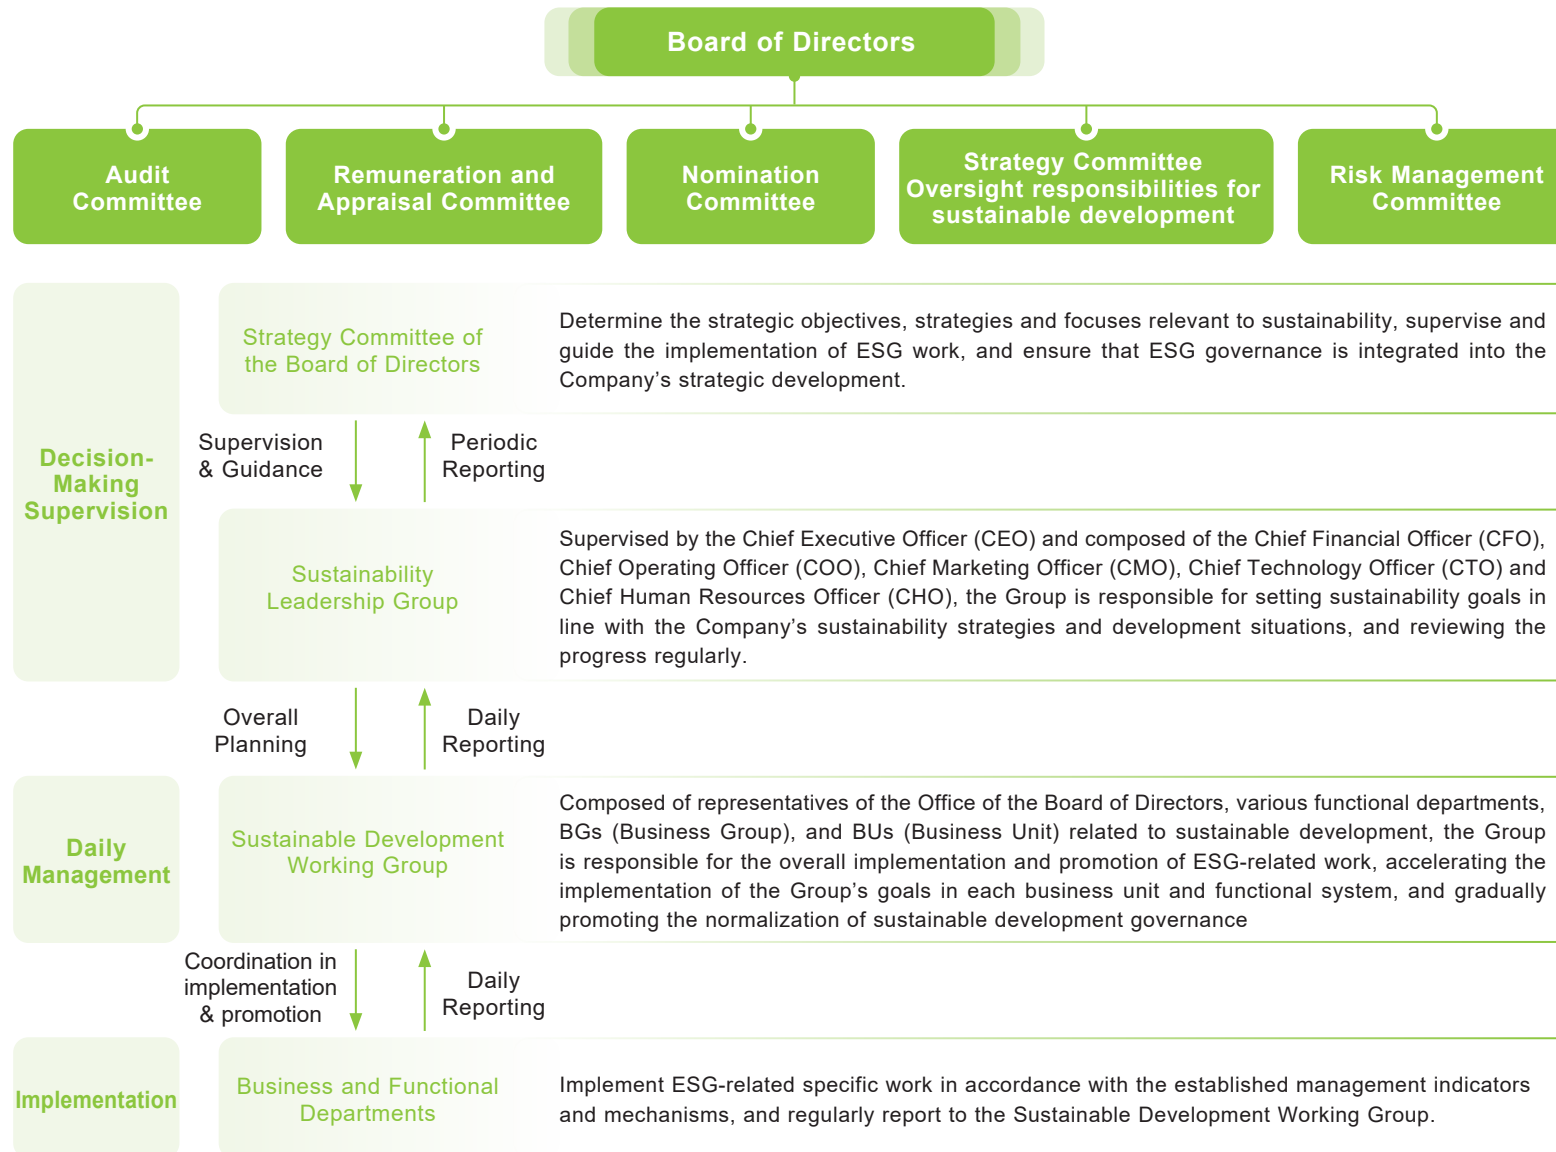 Board of Directors
Audit
Committee
Remuneration and
Appraisal Committee
Nomination
Committee
Strategy Committee
Oversight responsibilities for
sustainable development
Risk Management
Committee
Decision-
Making
Supervision
Strategy Committee of
the Board of Directors
Determine the strategic objectives, strategies and focuses relevant to sustainability, supervise and
guide the implementation of ESG work, and ensure that ESG governance is integrated into the
Company’s strategic development.
Supervision
& Guidance
Periodic
Reporting
Sustainability
Leadership Group
Supervised by the Chief Executive Officer (CEO) and composed of the Chief Financial Officer (CFO),
Chief Operating Officer (COO), Chief Marketing Officer (CMO), Chief Technology Officer (CTO) and
Chief Human Resources Officer (CHO), the Group is responsible for setting sustainability goals in
line with the Company’s sustainability strategies and development situations, and reviewing the
progress regularly.
Overall
Planning
Daily
Reporting
Daily
Management
Sustainable Development
Working Group
Composed of representatives of the Office of the Board of Directors, various functional departments,
BGs (Business Group), and BUs (Business Unit) related to sustainable development, the Group
is responsible for the overall implementation and promotion of ESG-related work, accelerating the
implementation of the Group’s goals in each business unit and functional system, and gradually
promoting the normalization of sustainable development governance
Coordination in
implementation
& promotion
Daily
Reporting
Implementation
Business and Functional
Departments
Implement ESG-related specific work in accordance with the established management indicators
and mechanisms, and regularly report to the Sustainable Development Working Group.